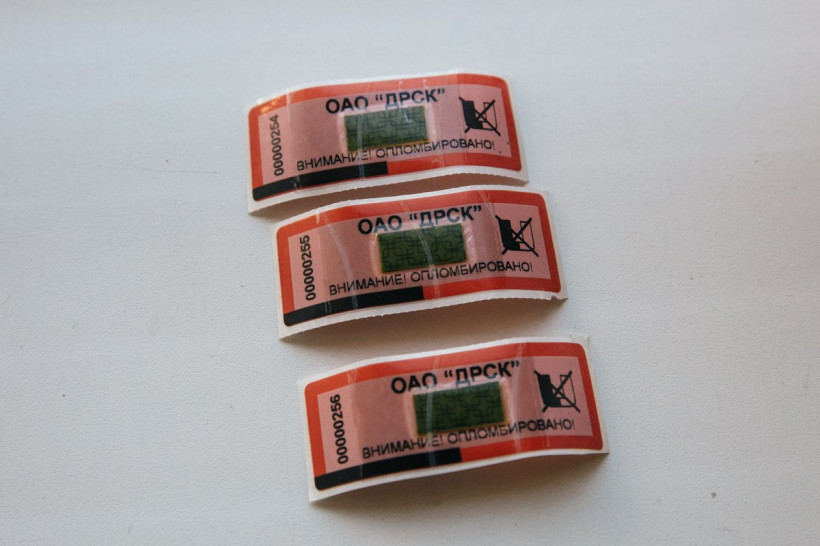 ОАО “ДРСК”
00000254
ВНИМАНИЕ! ОПЛОМБИРОВАНО!
ОАО “ДРСК”
00000255
ВНИМАНИЕ! ОПЛОМБИРОВАНО!
ОАО “ДРСК”
00000256
ВНИМАНИЕ! ОПЛОМБИРОВАНО!